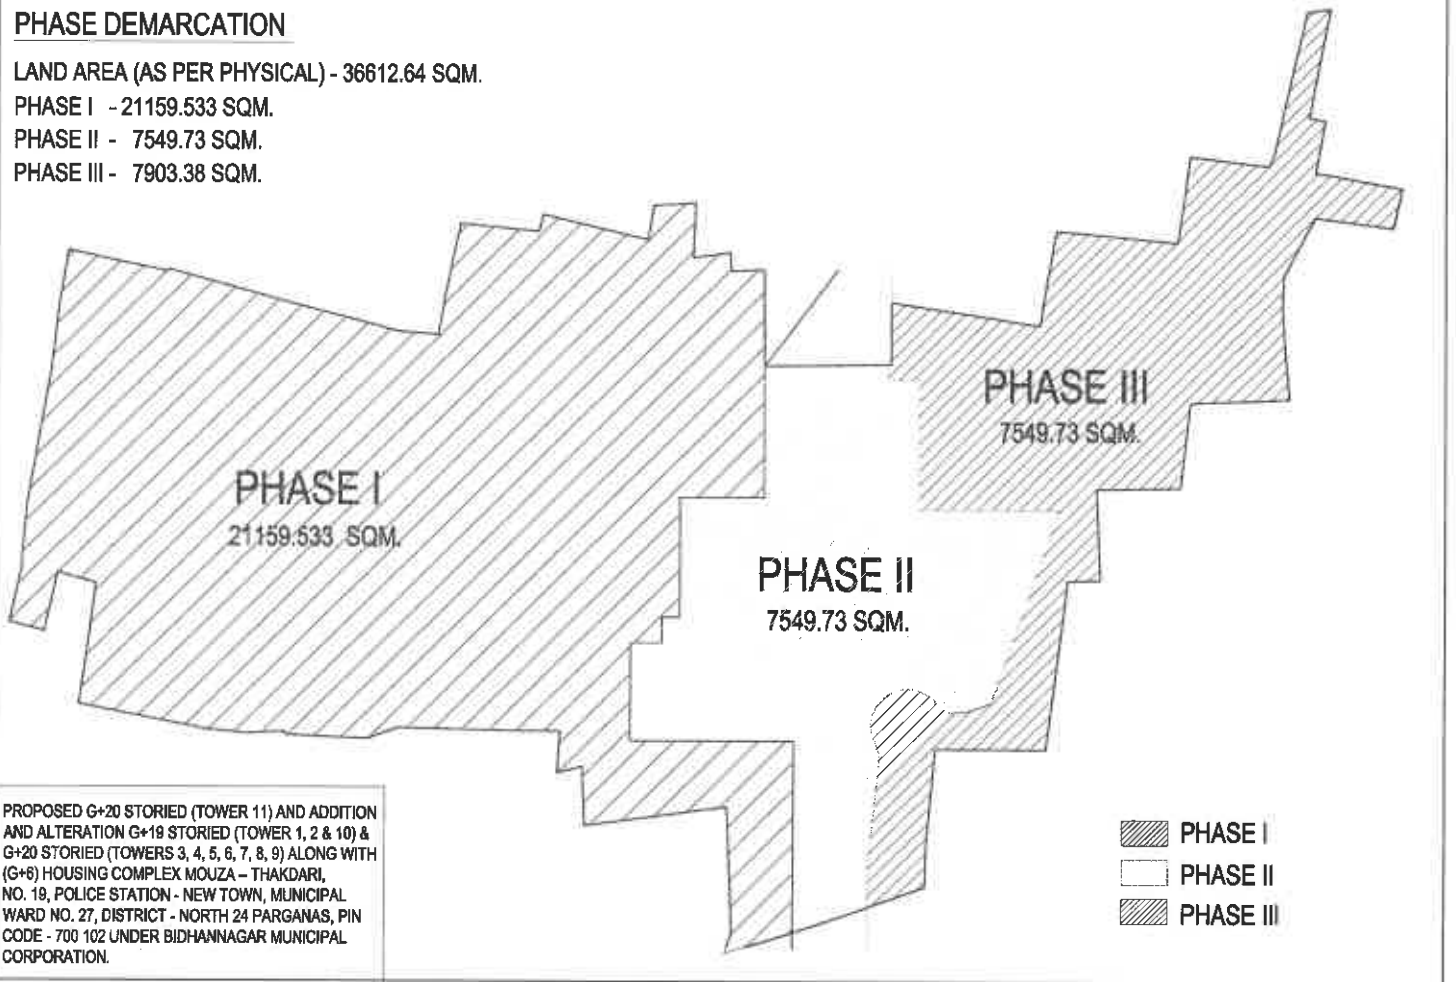 PHASE DEMARCATION
LAND AREA (AS PER PHYSICAL) - 36612.64 SQM.
PHASE I - 21159.533 SQM.
PHASE II - 7549.73 SQM.
PHASE III - 7903.38 SQM.
PHASE III
7549.73 SQM.
PHASE I
21159.533 SQM.
PHASE II
7549.73 SQM.
PROPOSED G+20 STORIED (TOWER 11) AND ADDITION
AND ALTERATION G+19 STORIED (TOWER 1, 2 & 10) &
G+20 STORIED (TOWERS 3, 4, 5, 6, 7, 8, 9) ALONG WITH
(G+6) HOUSING COMPLEX MOUZA – THAKDARI,
NO. 19, POLICE STATION - NEW TOWN, MUNICIPAL
WARD NO. 27, DISTRICT - NORTH 24 PARGANAS, PIN
CODE - 700 102 UNDER BIDHANNAGAR MUNICIPAL
CORPORATION.
PHASE I
PHASE II
PHASE III